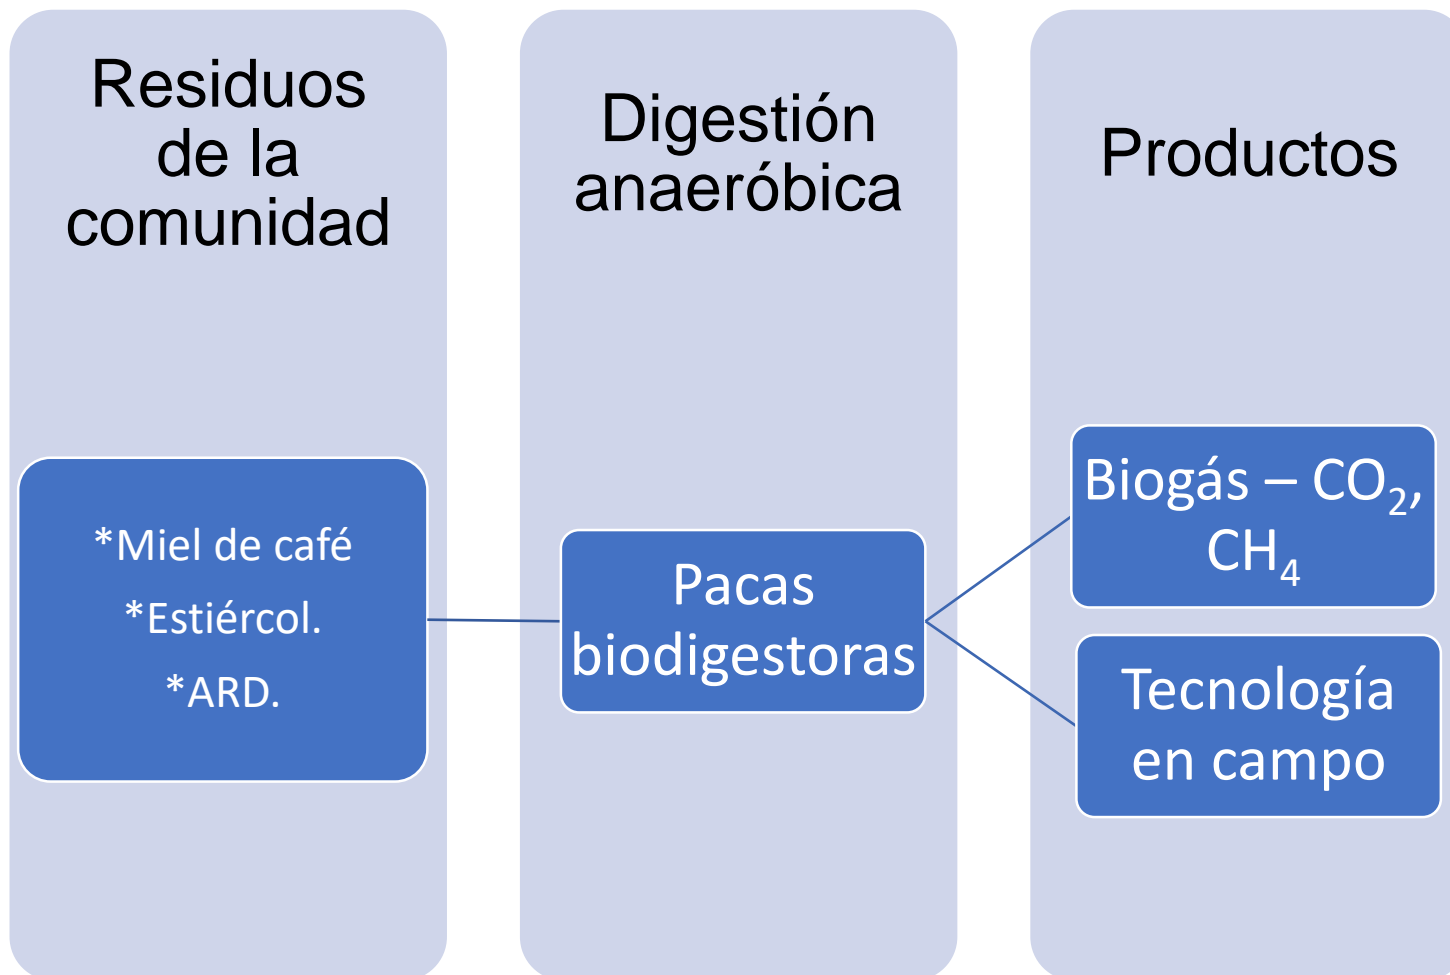 Residuos
de la
comunidad
*Miel de café
*Estiércol.
*ARD.
Digestión
anaeróbica
Pacas
biodigestoras
Productos
Biogás – CO₂,
CH₄
Tecnología
en campo